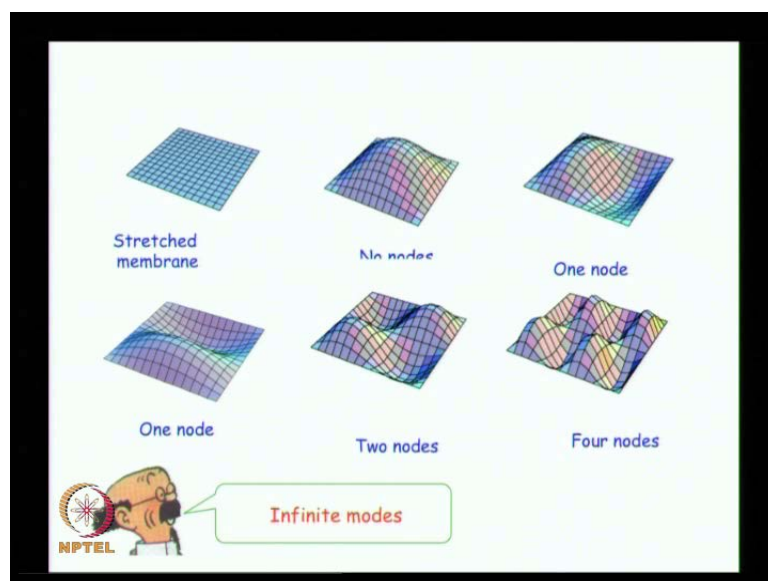 Stretched
membrane
No nodes
One node
One node
Two nodes
Four nodes
Infinite modes
NPTEL